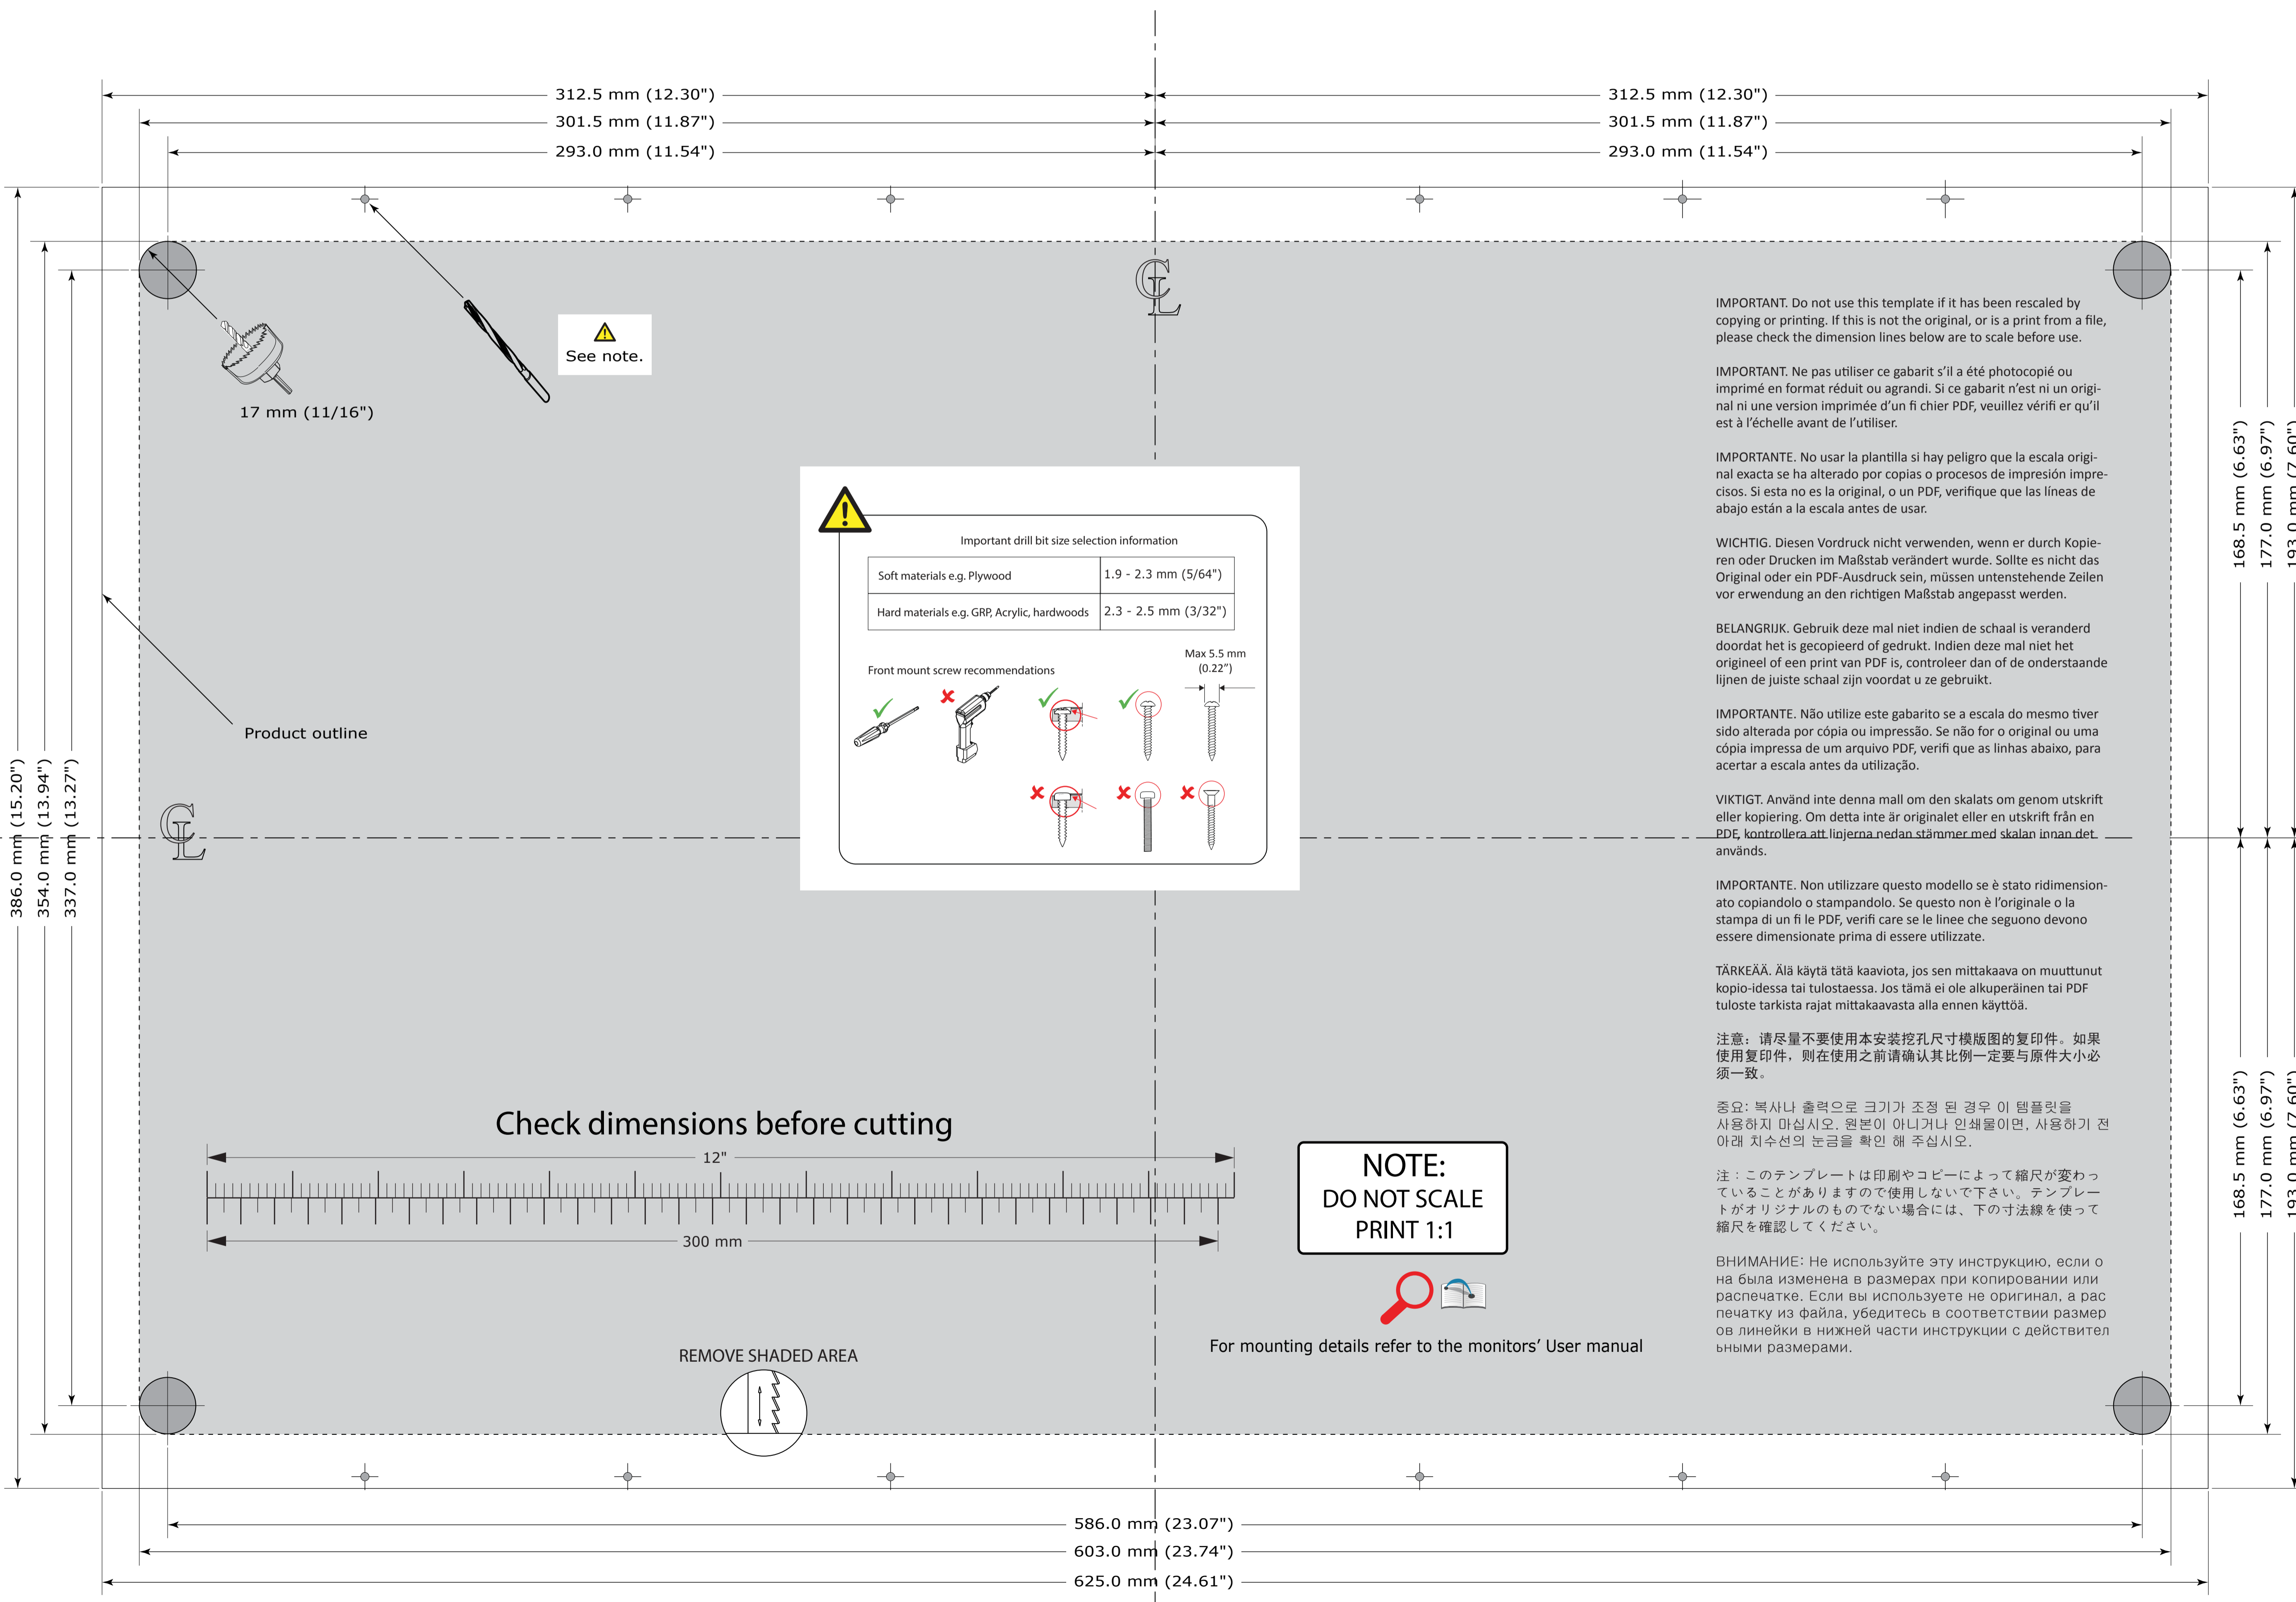 312.5 mm (12.30")
312.5 mm (12.30")
301.5 mm (11.87")
301.5 mm (11.87")
293.0 mm (11.54")
293.0 mm (11.54")
386.0 mm (15.20")
354.0 mm (13.94")
337.0 mm (13.27")
CL
17 mm (11/16")
See note.
Product outline
CL
Important drill bit size selection information
Soft materials e.g. Plywood
1.9 - 2.3 mm (5/64")
Hard materials e.g. GRP, Acrylic, hardwoods
2.3 - 2.5 mm (3/32")
Front mount screw recommendations
Max 5.5 mm
(0.22”)
Check dimensions before cutting
12"
300 mm
REMOVE SHADED AREA
NOTE:
DO NOT SCALE
PRINT 1:1
For mounting details refer to the monitors’ User manual
IMPORTANT. Do not use this template if it has been rescaled by
copying or printing. If this is not the original, or is a print from a file,
please check the dimension lines below are to scale before use.
IMPORTANT. Ne pas utiliser ce gabarit s’il a été photocopié ou
imprimé en format réduit ou agrandi. Si ce gabarit n’est ni un origi-
nal ni une version imprimée d’un fi chier PDF, veuillez vérifi er qu’il
est à l’échelle avant de l’utiliser.
IMPORTANTE. No usar la plantilla si hay peligro que la escala origi-
nal exacta se ha alterado por copias o procesos de impresión impre-
cisos. Si esta no es la original, o un PDF, verifique que las líneas de
abajo están a la escala antes de usar.
WICHTIG. Diesen Vordruck nicht verwenden, wenn er durch Kopie-
ren oder Drucken im Maßstab verändert wurde. Sollte es nicht das
Original oder ein PDF-Ausdruck sein, müssen untenstehende Zeilen
vor erwendung an den richtigen Maßstab angepasst werden.
BELANGRIJK. Gebruik deze mal niet indien de schaal is veranderd
doordat het is gecopieerd of gedrukt. Indien deze mal niet het
origineel of een print van PDF is, controleer dan of de onderstaande
lijnen de juiste schaal zijn voordat u ze gebruikt.
IMPORTANTE. Não utilize este gabarito se a escala do mesmo tiver
sido alterada por cópia ou impressão. Se não for o original ou uma
cópia impressa de um arquivo PDF, verifi que as linhas abaixo, para
acertar a escala antes da utilização.
VIKTIGT. Använd inte denna mall om den skalats om genom utskrift
eller kopiering. Om detta inte är originalet eller en utskrift från en
PDF, kontrollera att linjerna nedan stämmer med skalan innan det
används.
IMPORTANTE. Non utilizzare questo modello se è stato ridimension-
ato copiandolo o stampandolo. Se questo non è l’originale o la
stampa di un fi le PDF, verifi care se le linee che seguono devono
essere dimensionate prima di essere utilizzate.
TÄRKEÄÄ. Älä käytä tätä kaaviota, jos sen mittakaava on muuttunut
kopio-idessa tai tulostaessa. Jos tämä ei ole alkuperäinen tai PDF
tuloste tarkista rajat mittakaavasta alla ennen käyttöä.
注意：请尽量不要使用本安装挖孔尺寸模版图的复印件。如果
使用复印件，则在使用之前请确认其比例一定要与原件大小必
须一致。
중요: 복사나 출력으로 크기가 조정 된 경우 이 템플릿을
사용하지 마십시오. 원본이 아니거나 인쇄물이면, 사용하기 전
아래 치수선의 눈금을 확인 해 주십시오.
注：このテンプレートは印刷やコピーによって縮尺が変わっ
ていることがありますので使用しないで下さい。テンプレー
トがオリジナルのものでない場合には、下の寸法線を使って
縮尺を確認してください。
ВНИМАНИЕ: Не используйте эту инструкцию, если о
на была изменена в размерах при копировании или
распечатке. Если вы используете не оригинал, а рас
печатку из файла, убедитесь в соответствии размер
ов линейки в нижней части инструкции с действител
ьными размерами.
168.5 mm (6.63")
177.0 mm (6.97")
193.0 mm (7.60")
168.5 mm (6.63")
177.0 mm (6.97")
193.0 mm (7.60")
586.0 mm (23.07")
603.0 mm (23.74")
625.0 mm (24.61")